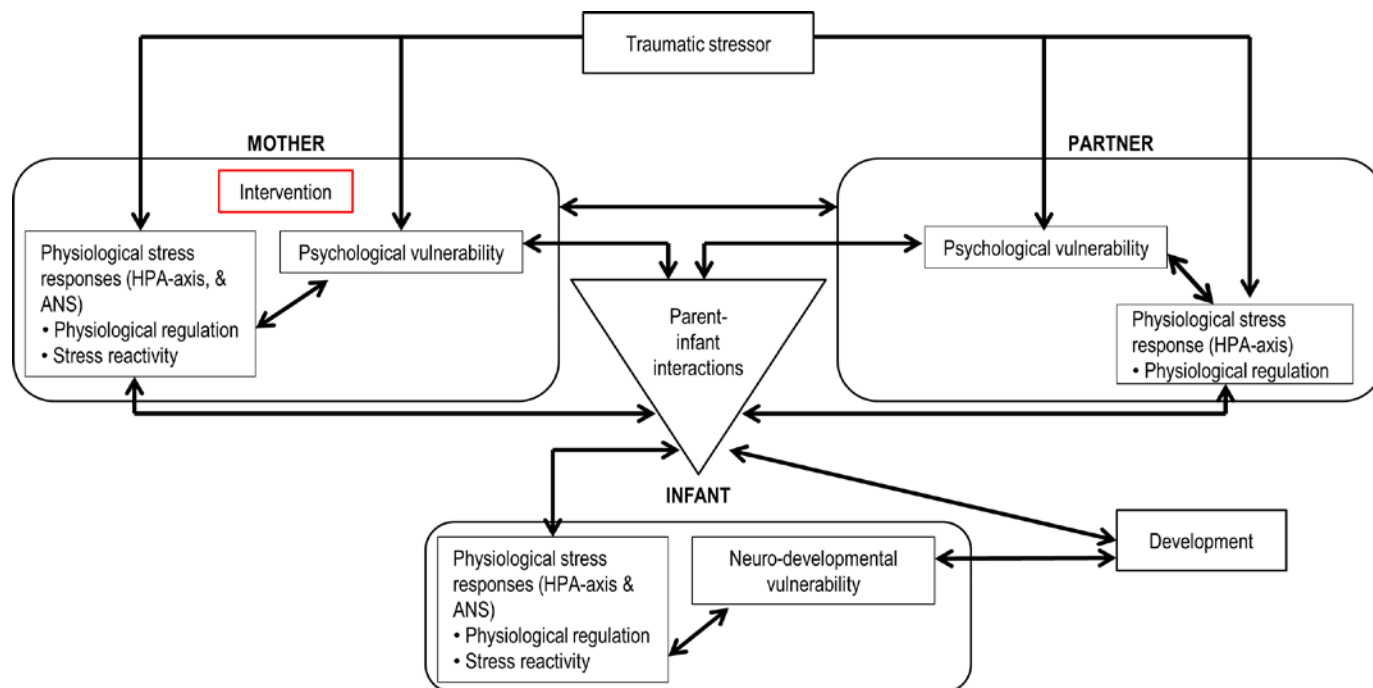 Traumatic stressor
MOTHER
PARTNER
Intervention
Physiological stress
responses (HPA-axis, &
ANS)
• Physiological regulation
• Stress reactivity
Psychological vulnerability
Psychological vulnerability
Physiological stress
response (HPA-axis)
• Physiological regulation
Parent-
infant
interactions
INFANT
Physiological stress
responses (HPA-axis &
ANS)
• Physiological regulation
• Stress reactivity
Neuro-developmental
vulnerability
Development